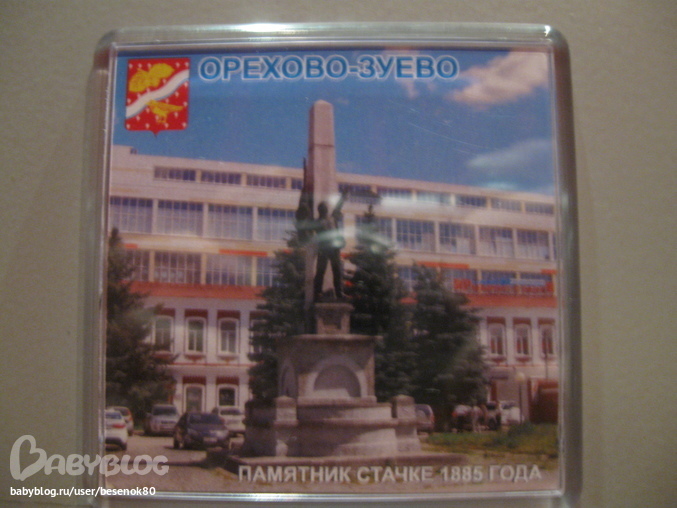 ОРЕХОВО-ЗУЕВО
ПАМЯТНИК СТАЧКЕ 1885 ГОДА
BABYBLOG
babyblog.ru/user/besenok80